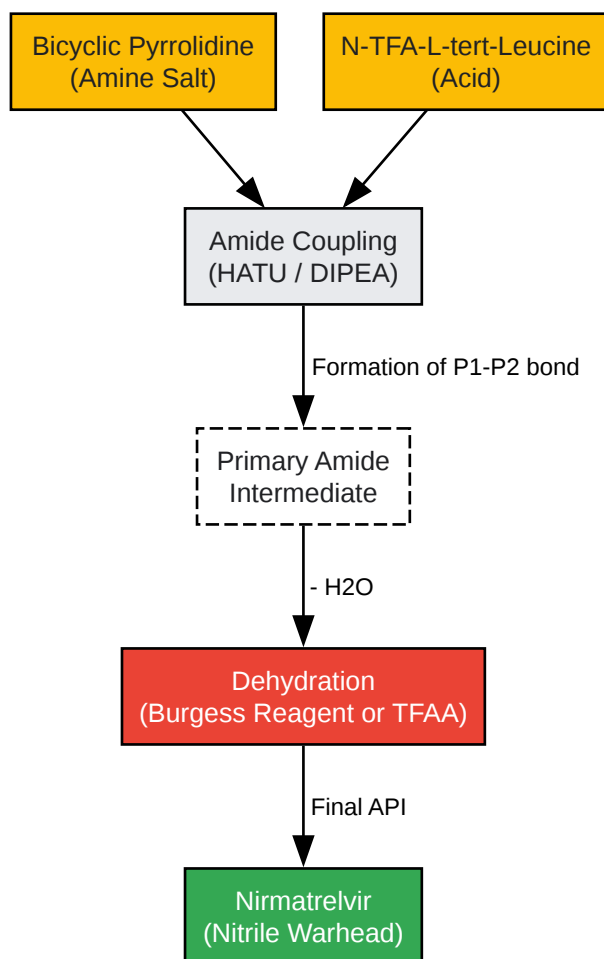 Bicyclic Pyrrolidine
(Amine Salt)
N-TFA-L-tert-Leucine
(Acid)
Amide Coupling
(HATU / DIPEA)
Formation of P1-P2 bond
Primary Amide
Intermediate
- H2O
Dehydration
(Burgess Reagent or TFAA)
Final API
Nirmatrelvir
(Nitrile Warhead)